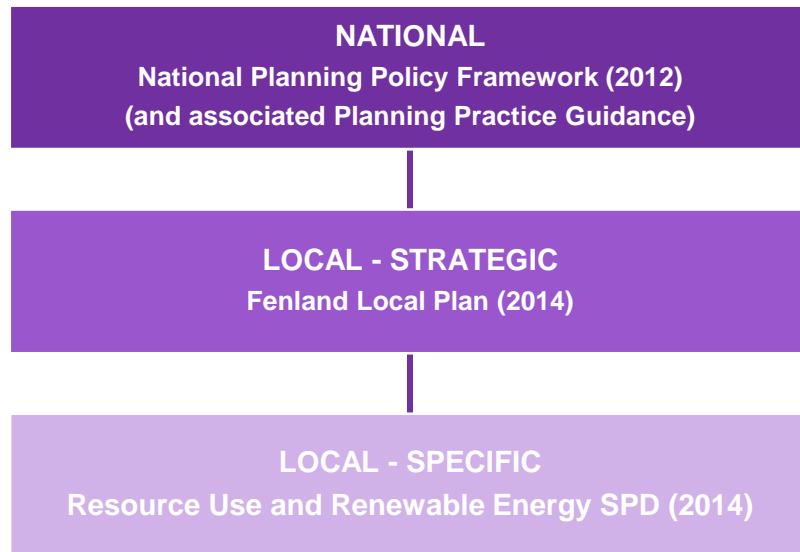 NATIONAL
National Planning Policy Framework (2012)
(and associated Planning Practice Guidance)
LOCAL - STRATEGIC
Fenland Local Plan (2014)
LOCAL - SPECIFIC
Resource Use and Renewable Energy SPD (2014)